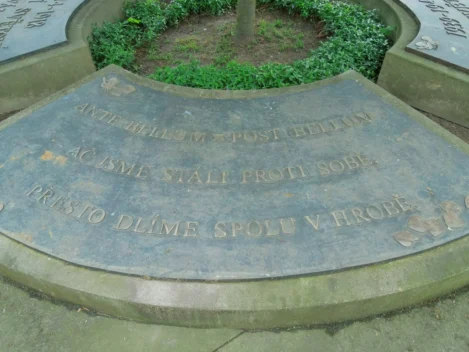 ANTE BELLUM - POST BELLUM
AČ JSME STÁLI PROTI SOBĚ
PŘESTO DLÍME SPOLU V HROBĚ